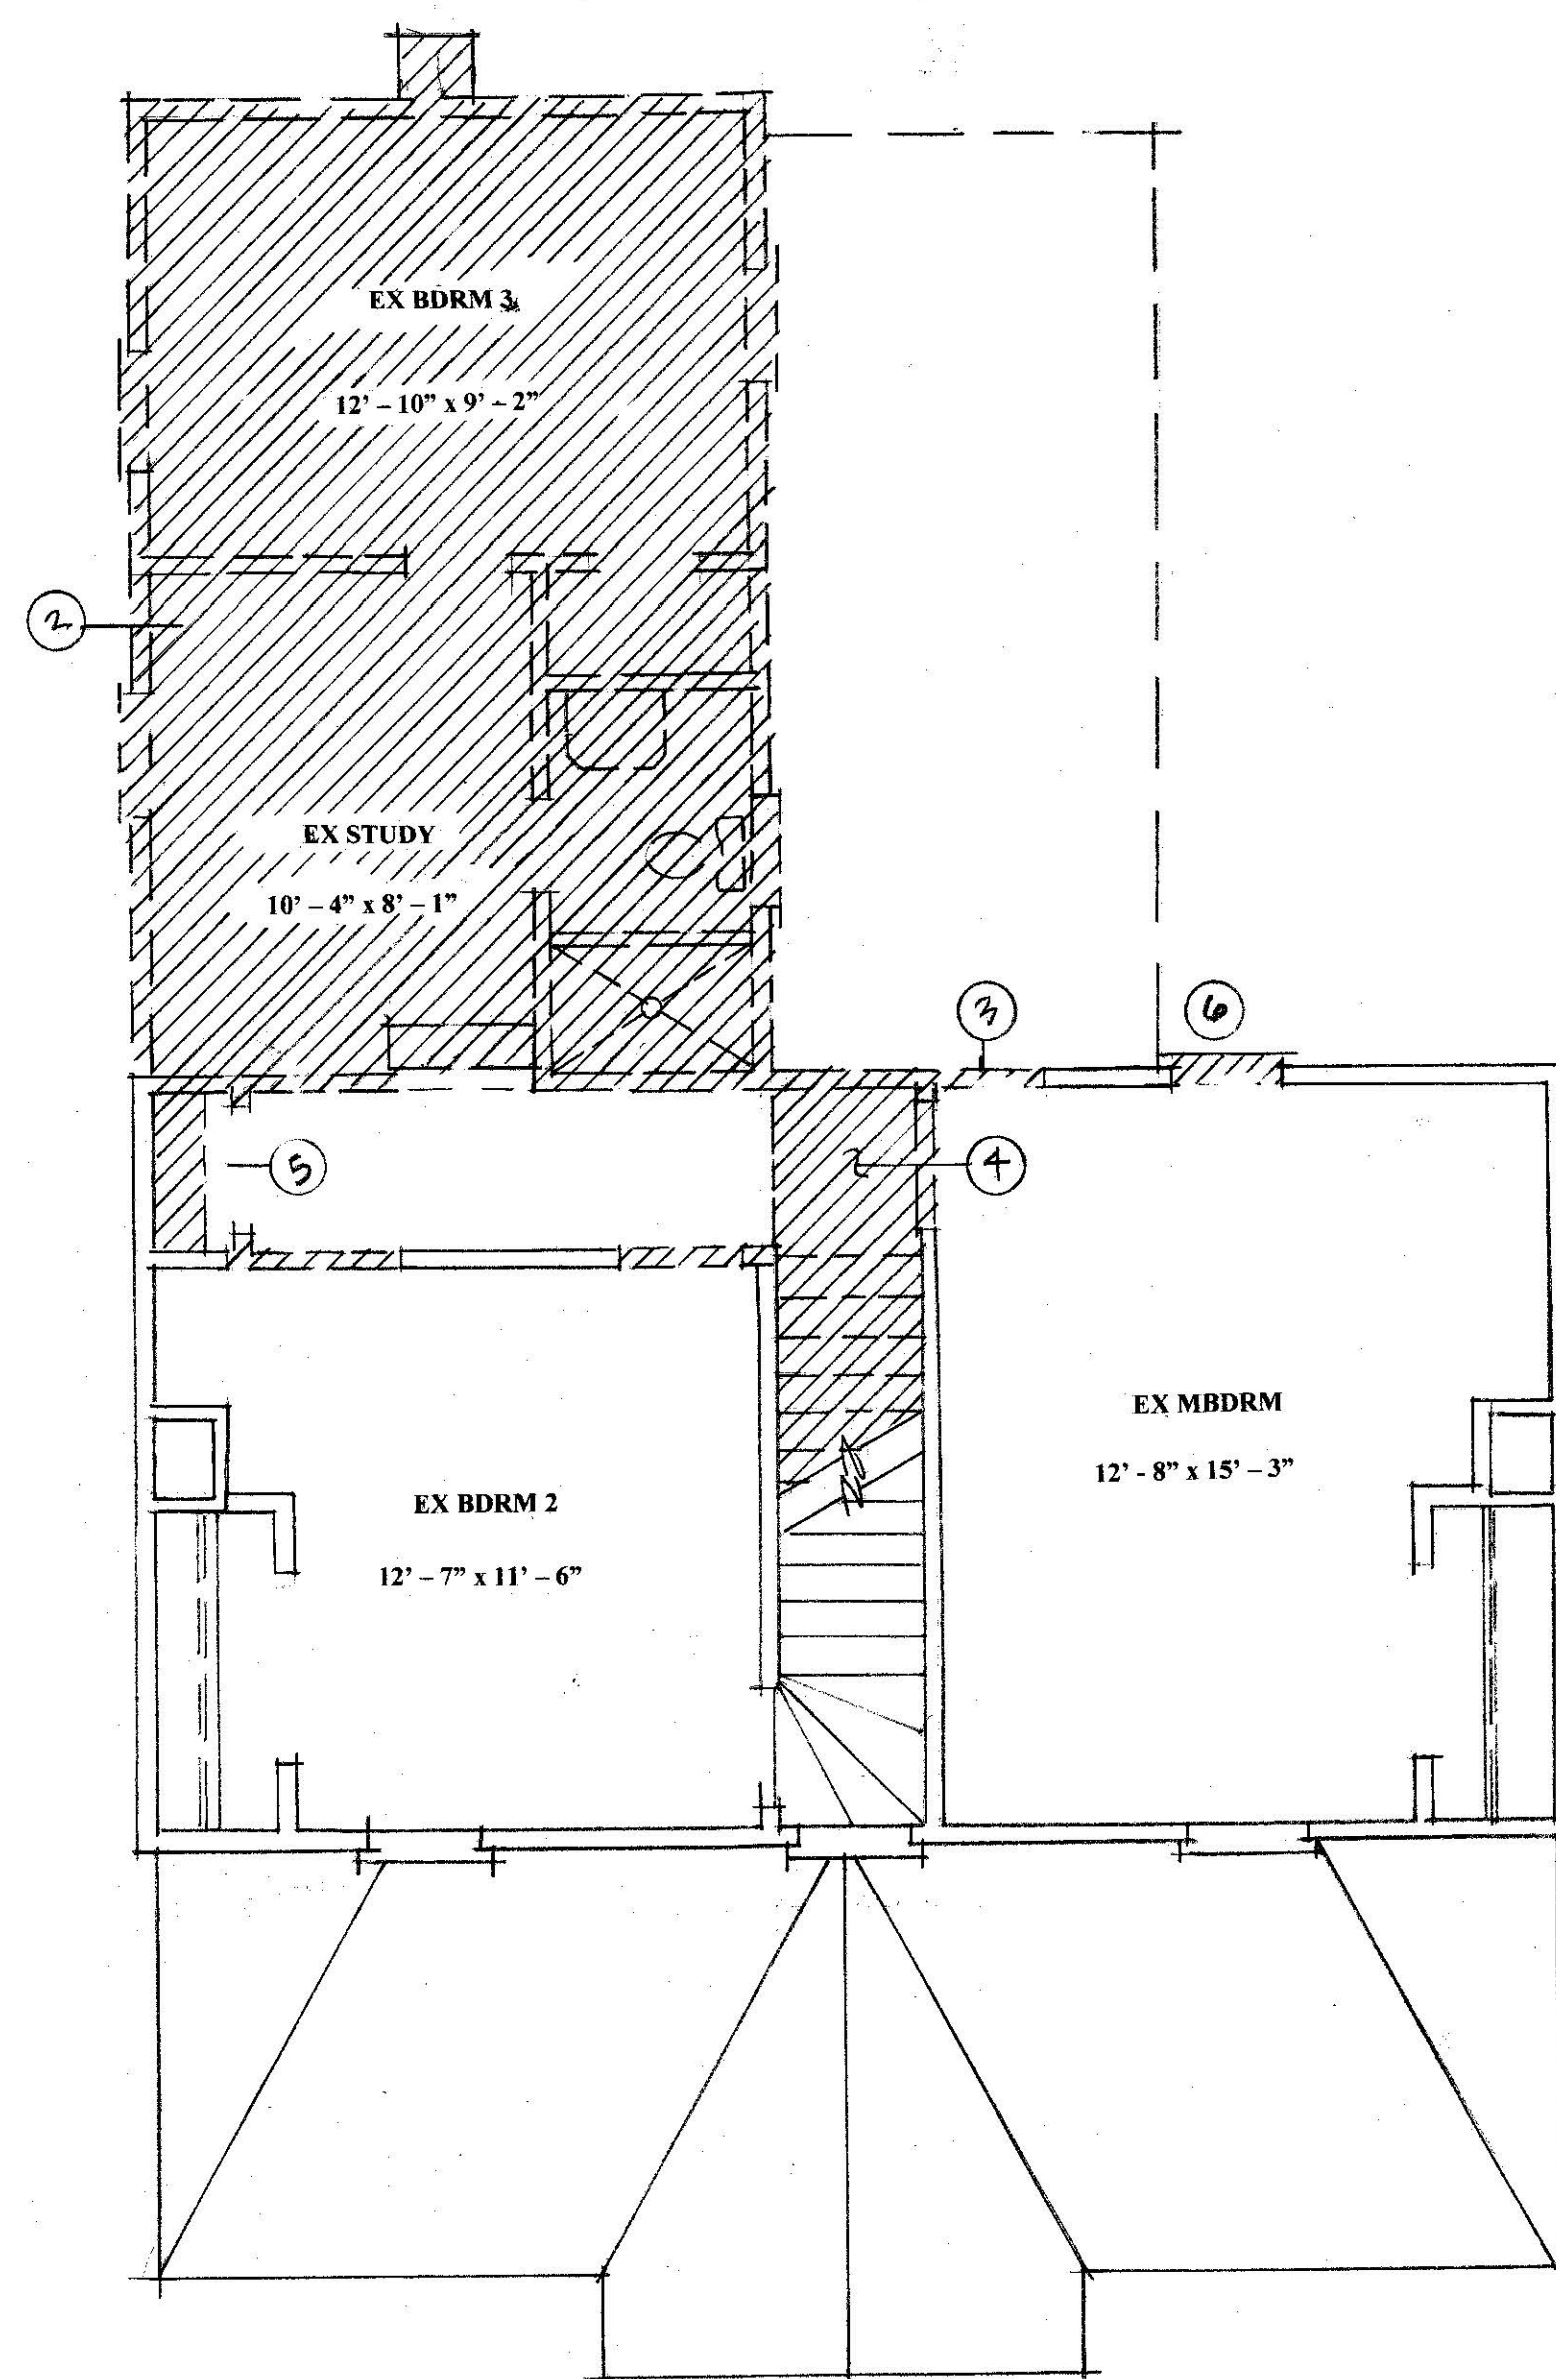 EX BDRM 3
12’ – 10” x 9’ – 2”
2
EX STUDY
10’ – 4” x 8’ – 1”
3
6
5
4
EX MBDRM
12’ - 8” x 15’ – 3”
EX BDRM 2
12’ – 7” x 11’ – 6”